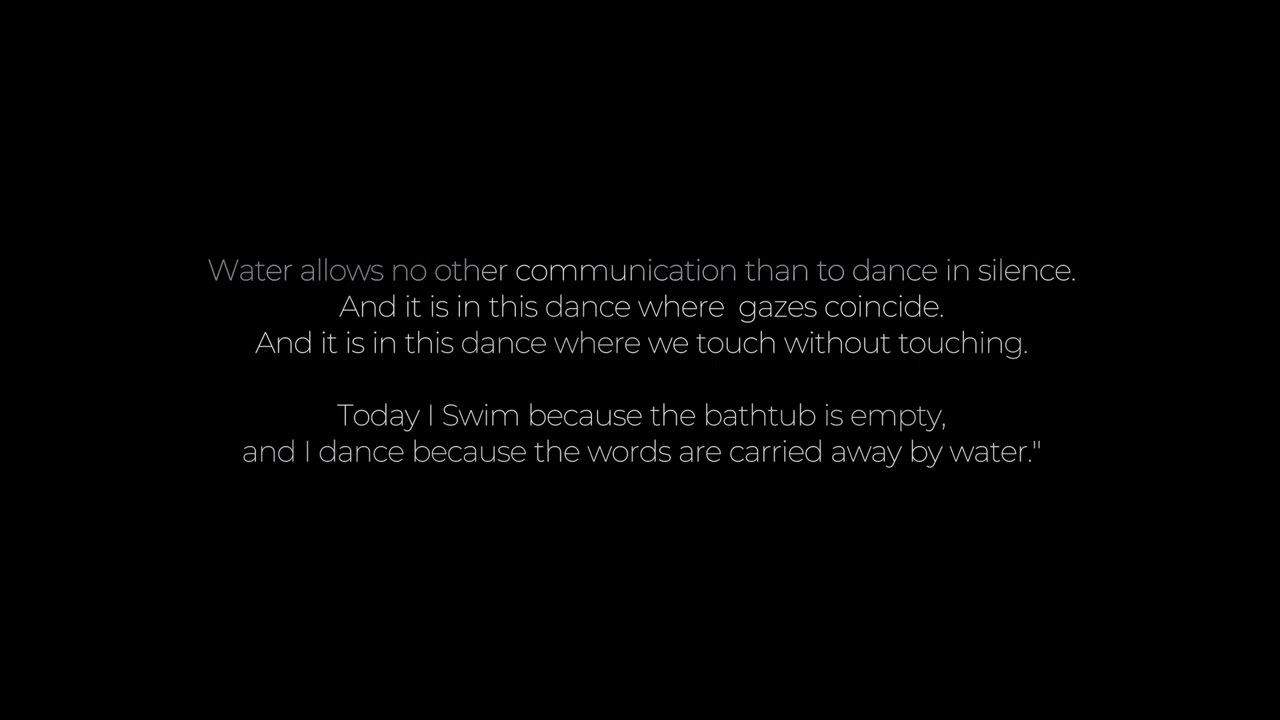 Water allows no other communication than to dance in silence.
And it is in this dance where  gazes coincide.
And it is in this dance where we touch without touching.
Today I Swim because the bathtub is empty,
and I dance because the words are carried away by water."